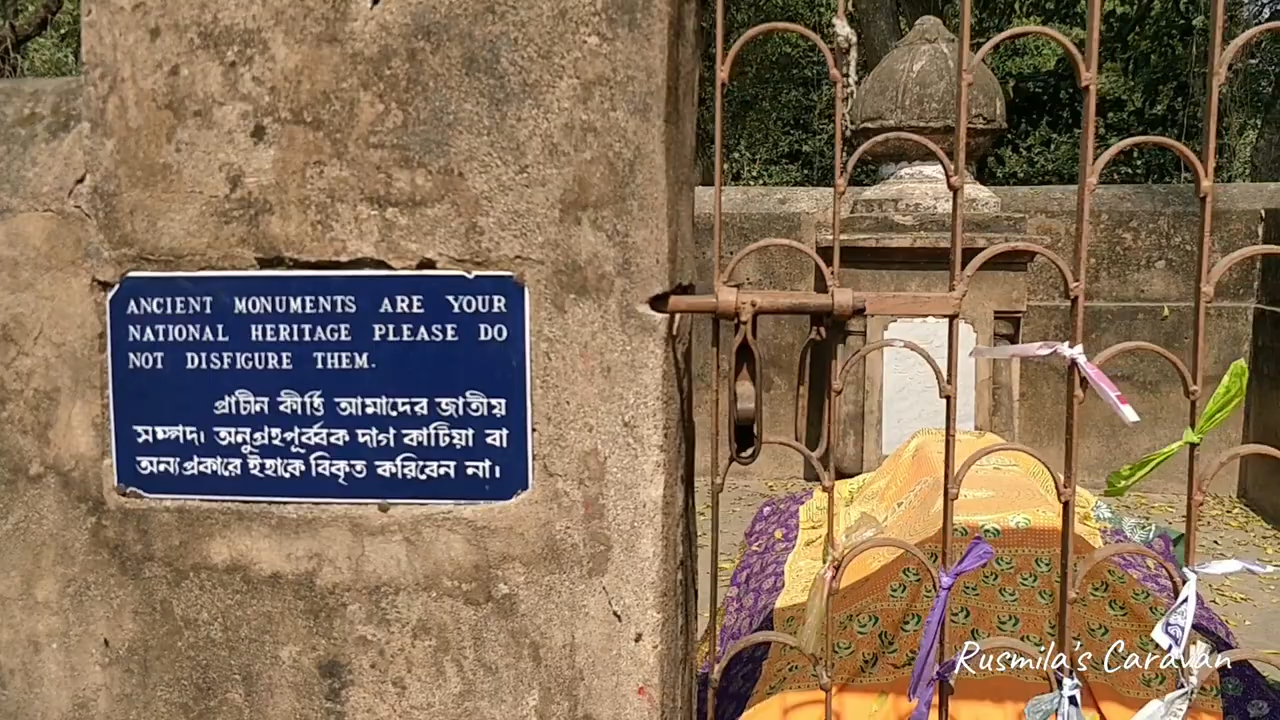 ANCIENT MONUMENTS ARE YOUR
NATIONAL HERITAGE PLEASE DO
NOT DISFIGURE THEM.
প্রাচীন কীর্ত্তি আমাদের জাতীয়
সম্পদ। অনুগ্রহপূর্ব্বক দাগ কাটিয়া বা
অন্যপ্রকারে ইহাকে বিকৃত করিবেন না।
Rusmila's Caravan